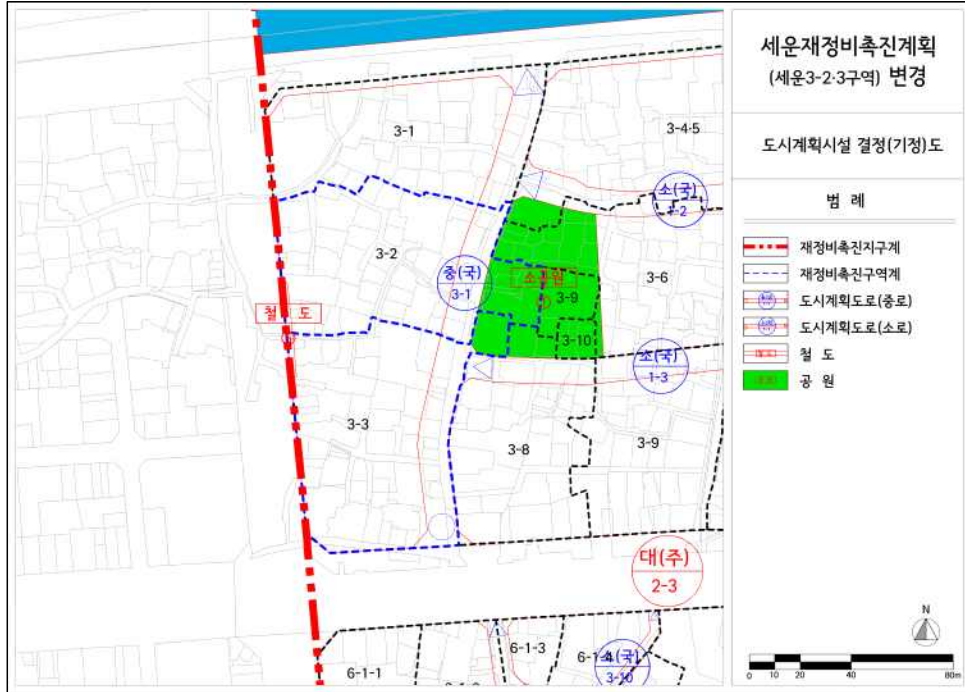 세운재정비촉진계획
(세운3-2·3구역) 변경
도시계획시설 결정(기정)도
범 례
재정비촉진지구계
재정비촉진구역계
도시계획도로(중로)
도시계획도로(소로)
철 도
공 원
N
0 10 20 40 80m
3-1
3-4·5
소(국)
1-2
3-2
중(국)
3-1
3-6
3-9
철 도
3-10
소(국)
1-3
3-3
3-8
3-9
대(주)
2-3
6-1-1
6-1-3
3-10